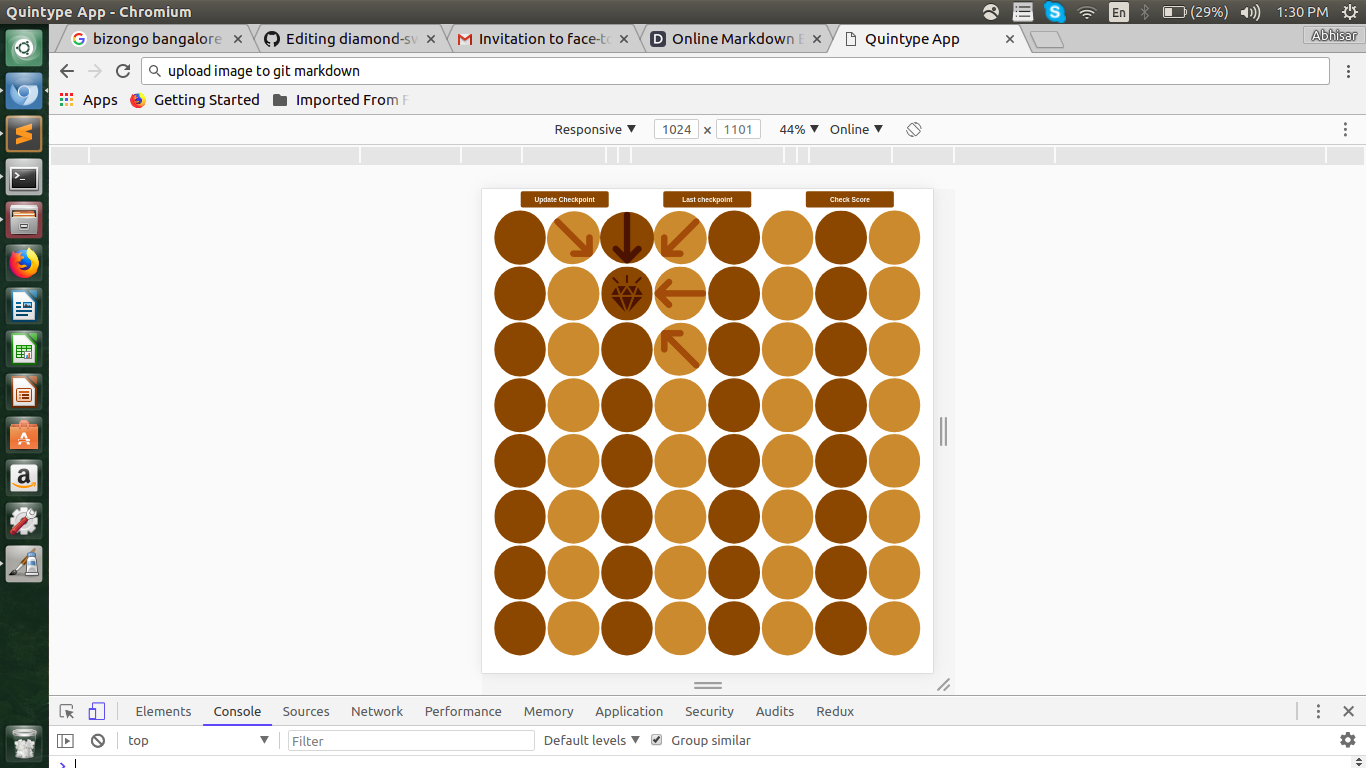 Quintype App - Chromium
En
(29%)
1:30 PM
bizongo bangalore
Editing diamond-sw
Invitation to face-to
Online Markdown E
Quintype App
Abhisar
upload image to git markdown
Apps
Getting Started
Imported From F
Responsive
1024 × 1101
44%
Online
Update Checkpoint
Last checkpoint
Check Score
Elements
Console
Sources
Network
Performance
Memory
Application
Security
Audits
Redux
top
Filter
Default levels
Group similar